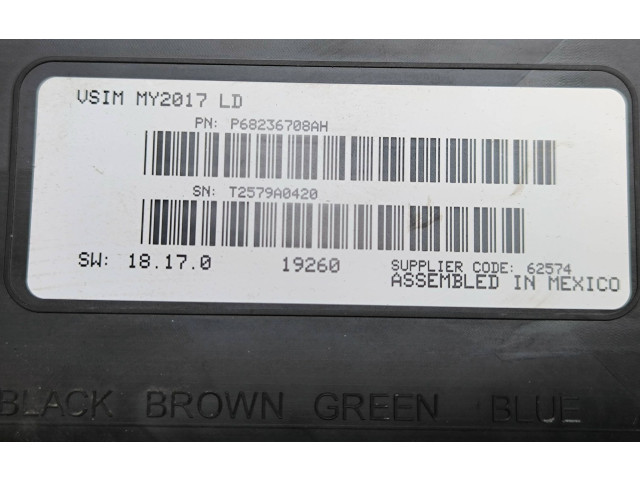 VSIM MY2017 LD
PN: P68236708AH
SN: T2579A0420
SW: 18.17.0 19260 SUPPLIER CODE: 62574
ASSEMBLED IN MEXICO
BLACK BROWN GREEN BLUE